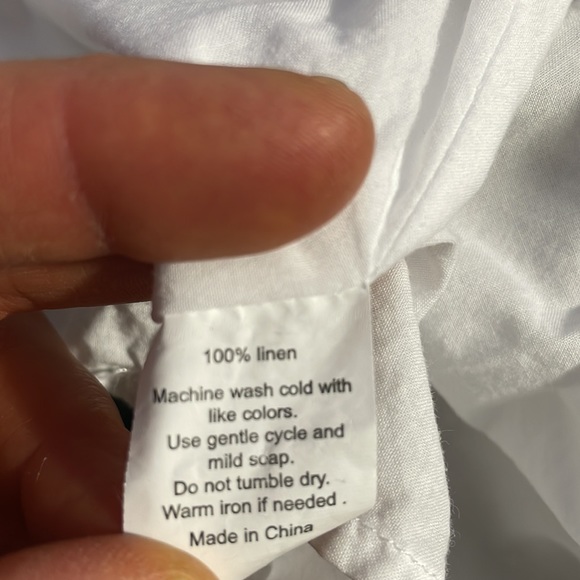 100% linen
Machine wash cold with
like colors.
Use gentle cycle and
mild soap.
Do not tumble dry.
Warm iron if needed .
Made in China